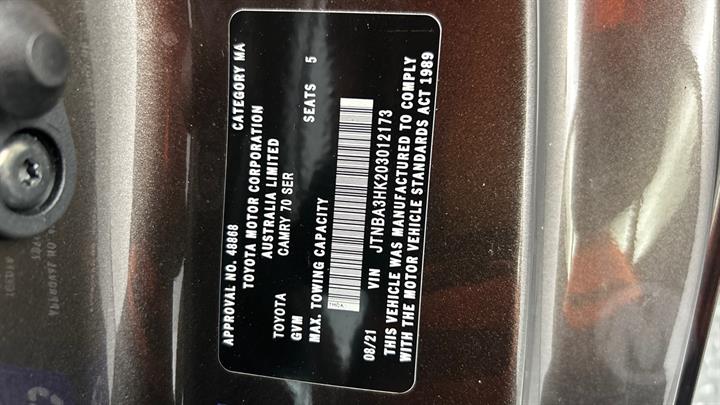 APPROVAL NO. 48868 CATEGORY MA
TOYOTA MOTOR CORPORATION
AUSTRALIA LIMITED
TOYOTA CAMRY 70 SER
GVM
MAX. TOWING CAPACITY SEATS 5
08/21 VIN JTNBA3HK203012173
THIS VEHICLE WAS MANUFACTURED TO COMPLY
WITH THE MOTOR VEHICLE STANDARDS ACT 1989